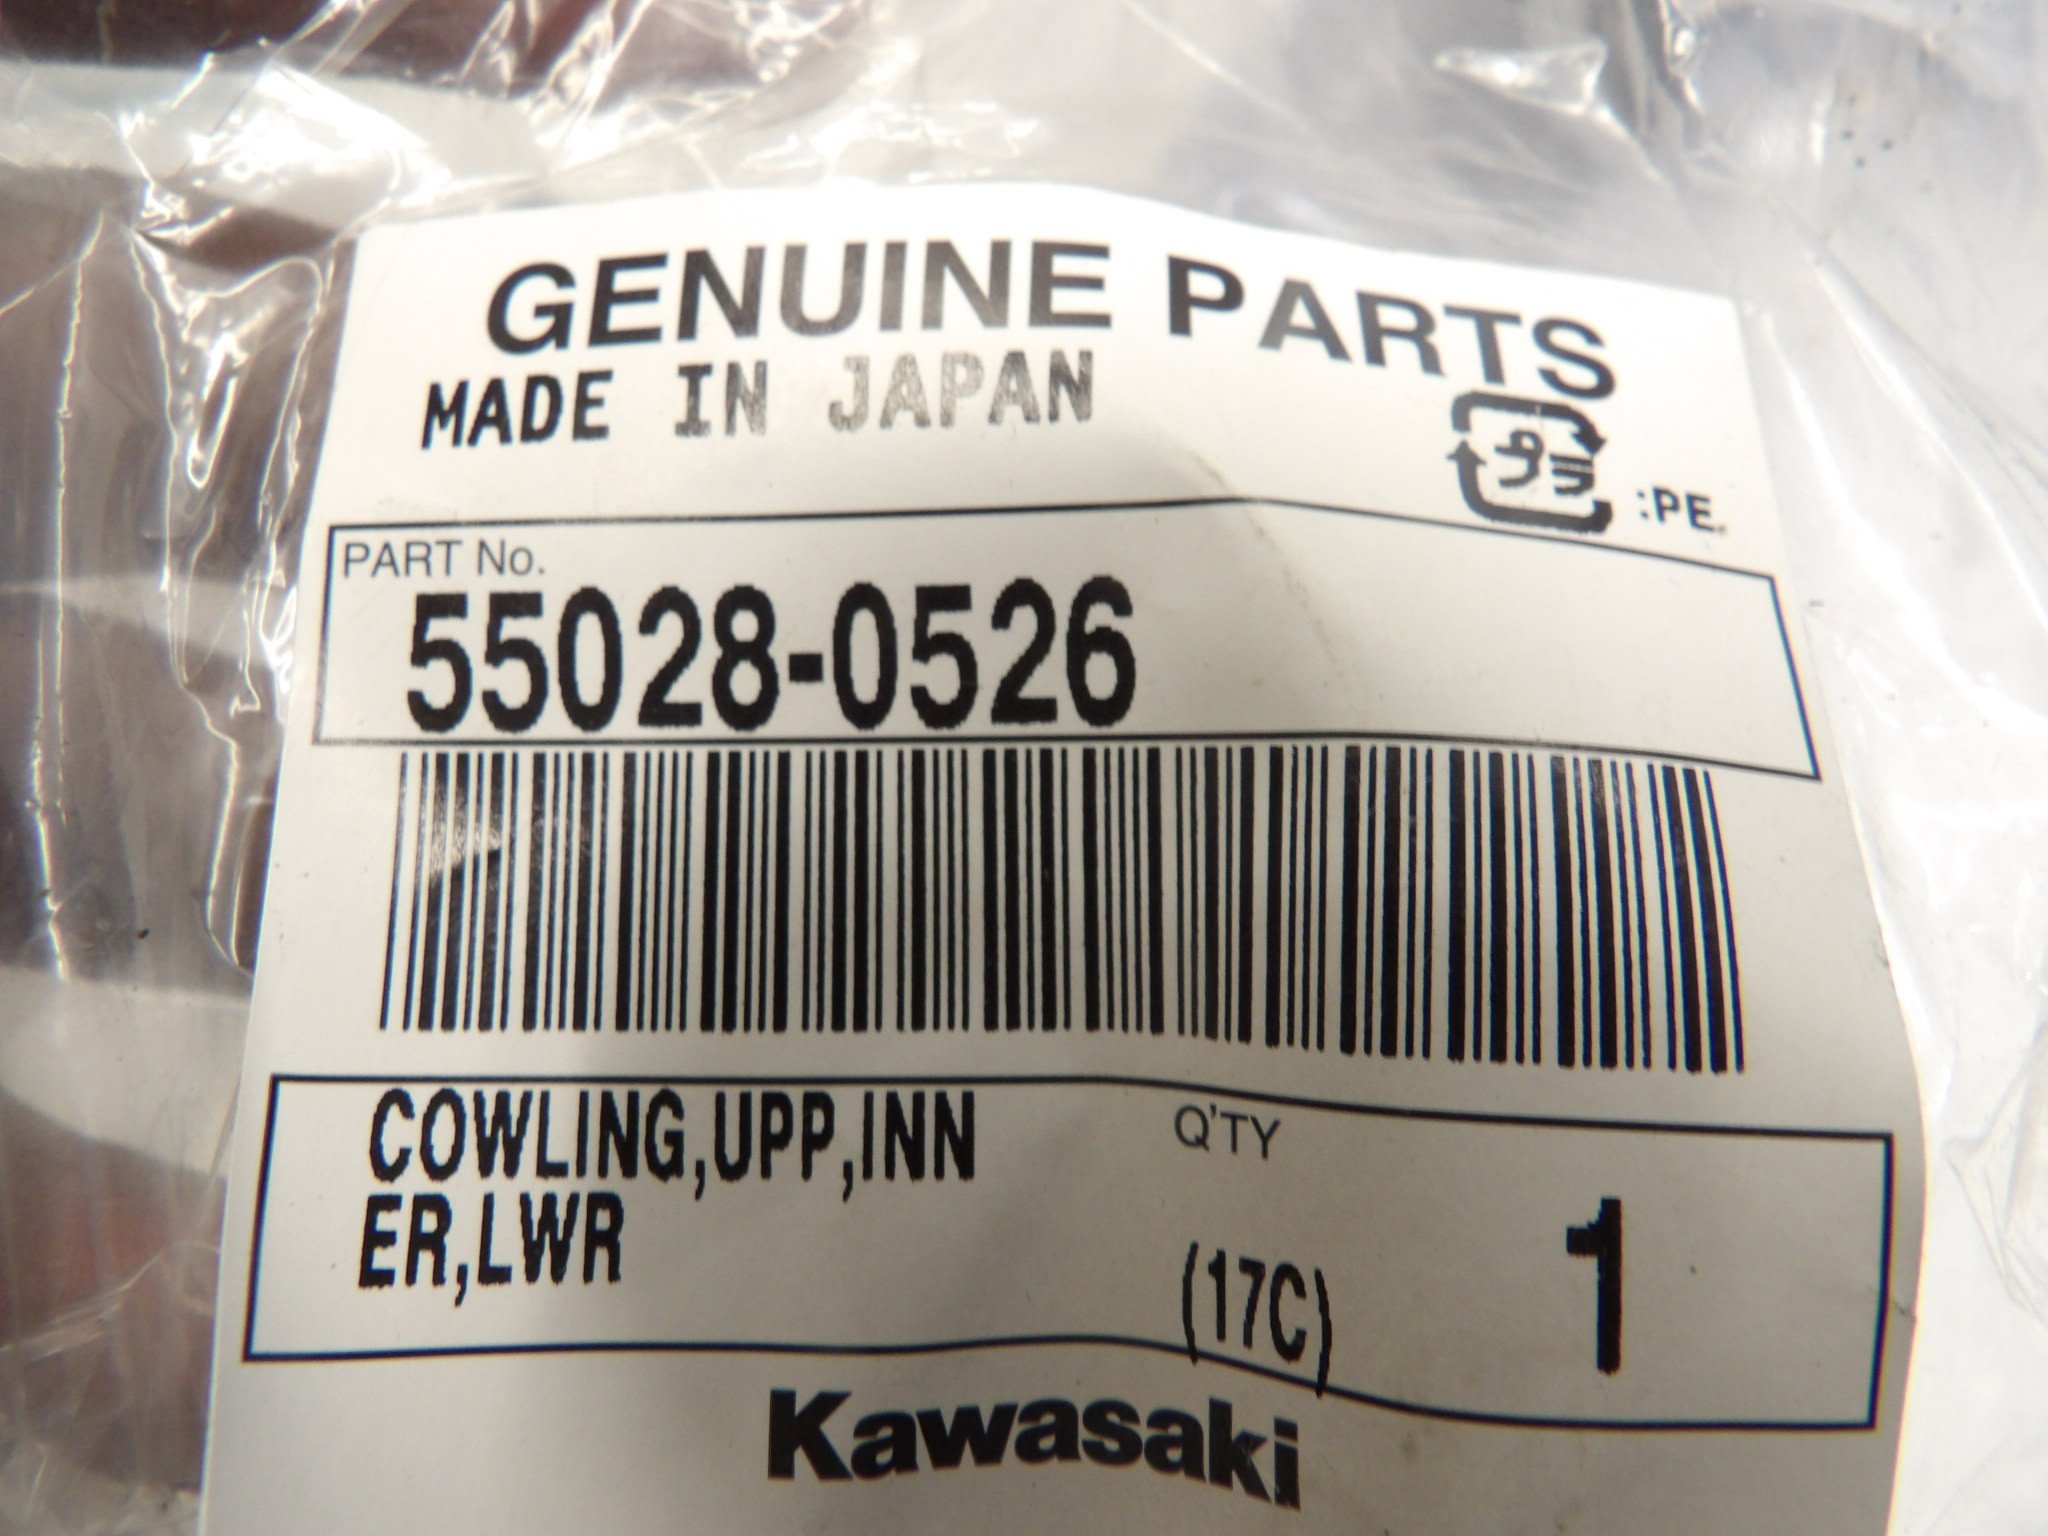 GENUINE PARTS
MADE IN JAPAN
プラ :PE.
PART No.
55028-0526
COWLING,UPP,INN
ER,LWR
Q'TY
(17C)
1
Kawasaki